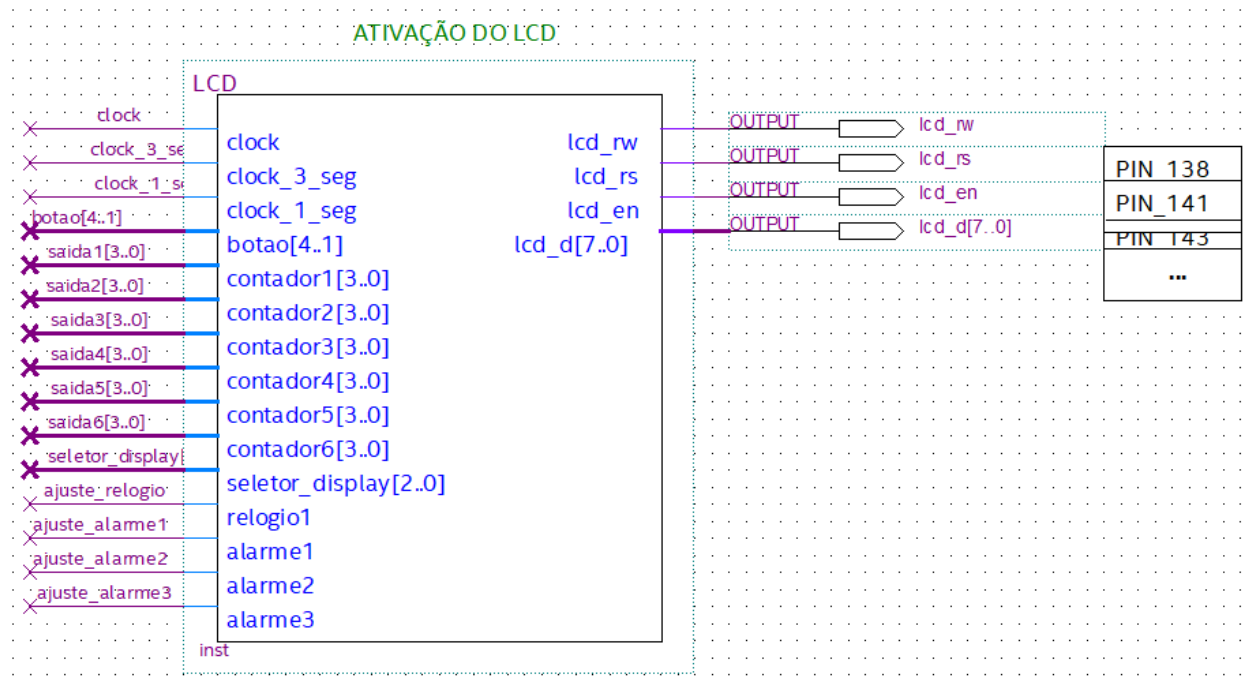 ATIVAÇÃO DO LCD
LCD
clock
clock_3_se
clock_1_s
botao[4..1]
saida1[3..0]
saida2[3..0]
saida3[3..0]
saida4[3..0]
saida5[3..0]
saida6[3..0]
seletor_display[
ajuste_relogio
ajuste_alarme1
ajuste_alarme2
ajuste_alarme3
clock
clock_3_seg
clock_1_seg
botao[4..1]
contador1[3..0]
contador2[3..0]
contador3[3..0]
contador4[3..0]
contador5[3..0]
contador6[3..0]
seletor_display[2..0]
relogio1
alarme1
alarme2
alarme3
lcd_rw
lcd_rs
lcd_en
lcd_d[7..0]
inst
OUTPUT lcd_rw
OUTPUT lcd_rs
OUTPUT lcd_en
OUTPUT lcd_d[7..0]
PIN_138
PIN_141
PIN_143
...